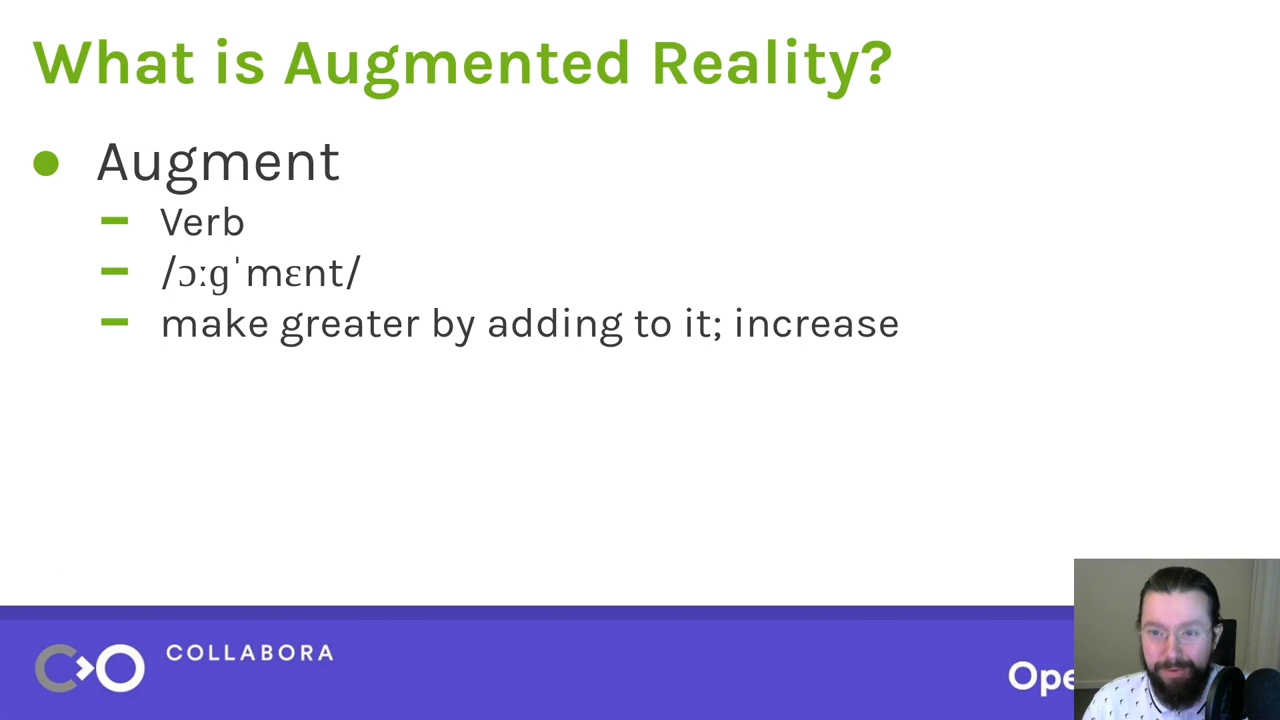 What is Augmented Reality?
Augment
Verb
/ɔːɡˈmɛnt/
make greater by adding to it; increase
COLLABORA
Ope